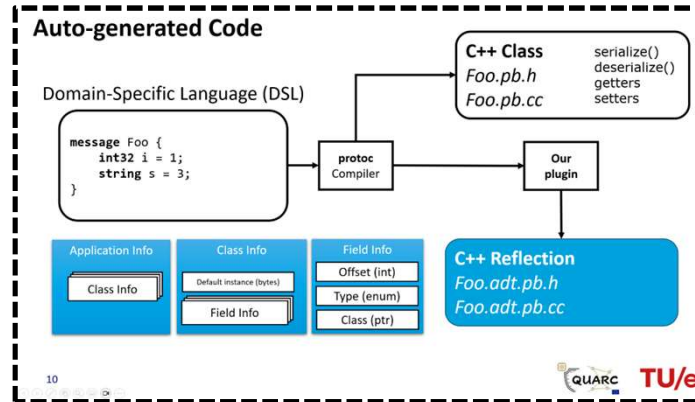 Auto-generated Code
Domain-Specific Language (DSL)
message Foo {
int32 i = 1;
string s = 3;
}
protoc
Compiler
C++ Class
Foo.pb.h
Foo.pb.cc
serialize()
deserialize()
getters
setters
Our
plugin
C++ Reflection
Foo.adt.pb.h
Foo.adt.pb.cc
Application Info
Class Info
Class Info
Default instance (bytes)
Field Info
Field Info
Offset (int)
Type (enum)
Class (ptr)
10
QUARC
TU/e